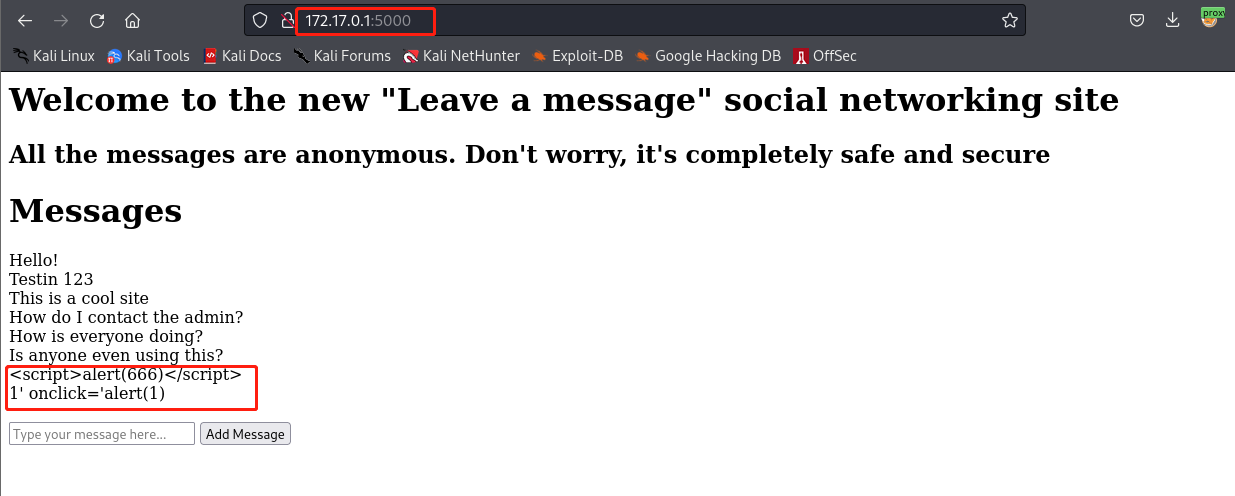 172.17.0.1:5000
proxy
Kali Linux Kali Tools Kali Docs Kali Forums Kali NetHunter Exploit-DB Google Hacking DB OffSec
Welcome to the new "Leave a message" social networking site
All the messages are anonymous. Don't worry, it's completely safe and secure
Messages
Hello!
Testin 123
This is a cool site
How do I contact the admin?
How is everyone doing?
Is anyone even using this?
<script>alert(666)</script>
1' onclick='alert(1)
Type your message here... Add Message